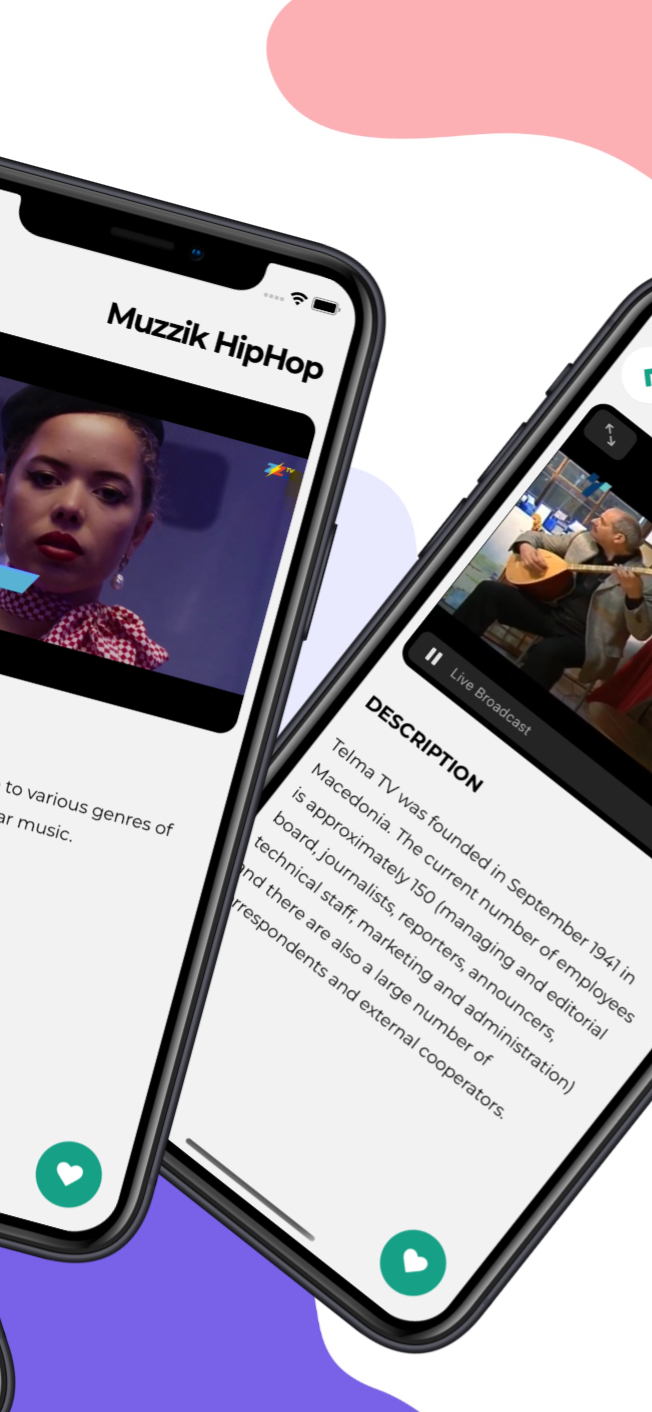 Muzzik HipHop
TV
to various genres of
ar music.
Live Broadcast
DESCRIPTION
Telma TV was founded in September 1941 in
Macedonia. The current number of employees
is approximately 150 (managing and editorial
board, journalists, reporters, announcers,
technical staff, marketing and administration)
and there are also a large number of
rrespondents and external cooperators.